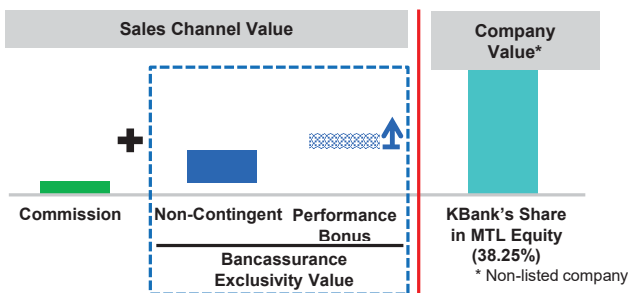 Sales Channel Value
Company
Value*
Commission
Non-Contingent
Performance
Bonus
Bancassurance
Exclusivity Value
KBank's Share
in MTL Equity
(38.25%)
* Non-listed company